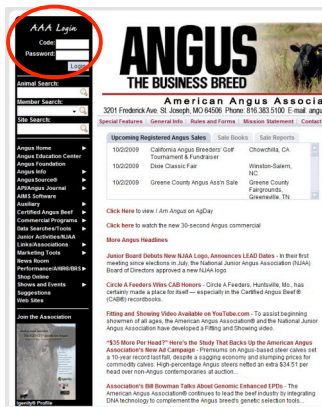 AAA Login
Code:
Password:
Login
Animal Search:
Member Search:
Site Search:
Angus Home
Angus Education Center
Angus Foundation
Angus Info
AngusSource®
API/Angus Journal
AIMS Software
Auxiliary
Certified Angus Beef
Commercial Programs
Data Searches/Tools
Junior Activities/NJAA
Links/Associations
Marketing Tools
News Room
Performance/AHIR/BRS
Shop Online
Shows and Events
Suggestions
Web Sites
Join the Association
Igenity® Profile
ANGUS
THE BUSINESS BREED
American Angus Associa
3201 Frederick Ave. St. Joseph, MO 64506 Phone: 816.383.5100 E-mail: angu
Special Features | General Info | Rules and Forms | Mission Statement | Contact
Upcoming Registered Angus Sales Sale Books Sale Reports
10/2/2009 California Angus Breeders' Golf Tournament & Fundraiser Chowchilla, CA
10/2/2009 Dixie Classic Fair Winston-Salem, NC
10/2/2009 Greene County Angus Ass'n Sale Greene County Fairgrounds, Greeneville, TN
Click Here to view I Am Angus on AgDay
Click here to watch the new 30-second Angus commercial
More Angus Headlines
Junior Board Debuts New NJAA Logo, Announces LEAD Dates - In their first
meeting since elections in July, the National Junior Angus Association (NJAA)
Board of Directors approved a new NJAA logo.
Circle A Feeders Wins CAB Honors - Circle A Feeders, Huntsville, Mo., has
certainly made a place for itself — especially in the Certified Angus Beef®
(CAB®) recordbooks.
Fitting and Showing Video Available on YouTube.com - To assist beginning
showmen of all ages, the American Angus Association® and the National Junior
Angus Association have developed a Fitting and Showing video.
"$35 More Per Head?" Here's the Study That Backs Up the American Angus
Association's New Ad Campaign - Premiums on Angus-based steer calves set
a 10-year record last fall, despite a sagging economy and slumping prices for
commodity calves. High-percentage Angus steers netted an extra $34.51 per
head over non-Angus contemporaries at auction.
Association's Bill Bowman Talks About Genomic Enhanced EPDs - The
American Angus Association® continues to lead the beef industry by integrating
DNA technology to complement the Angus breed's genetic selection tools...